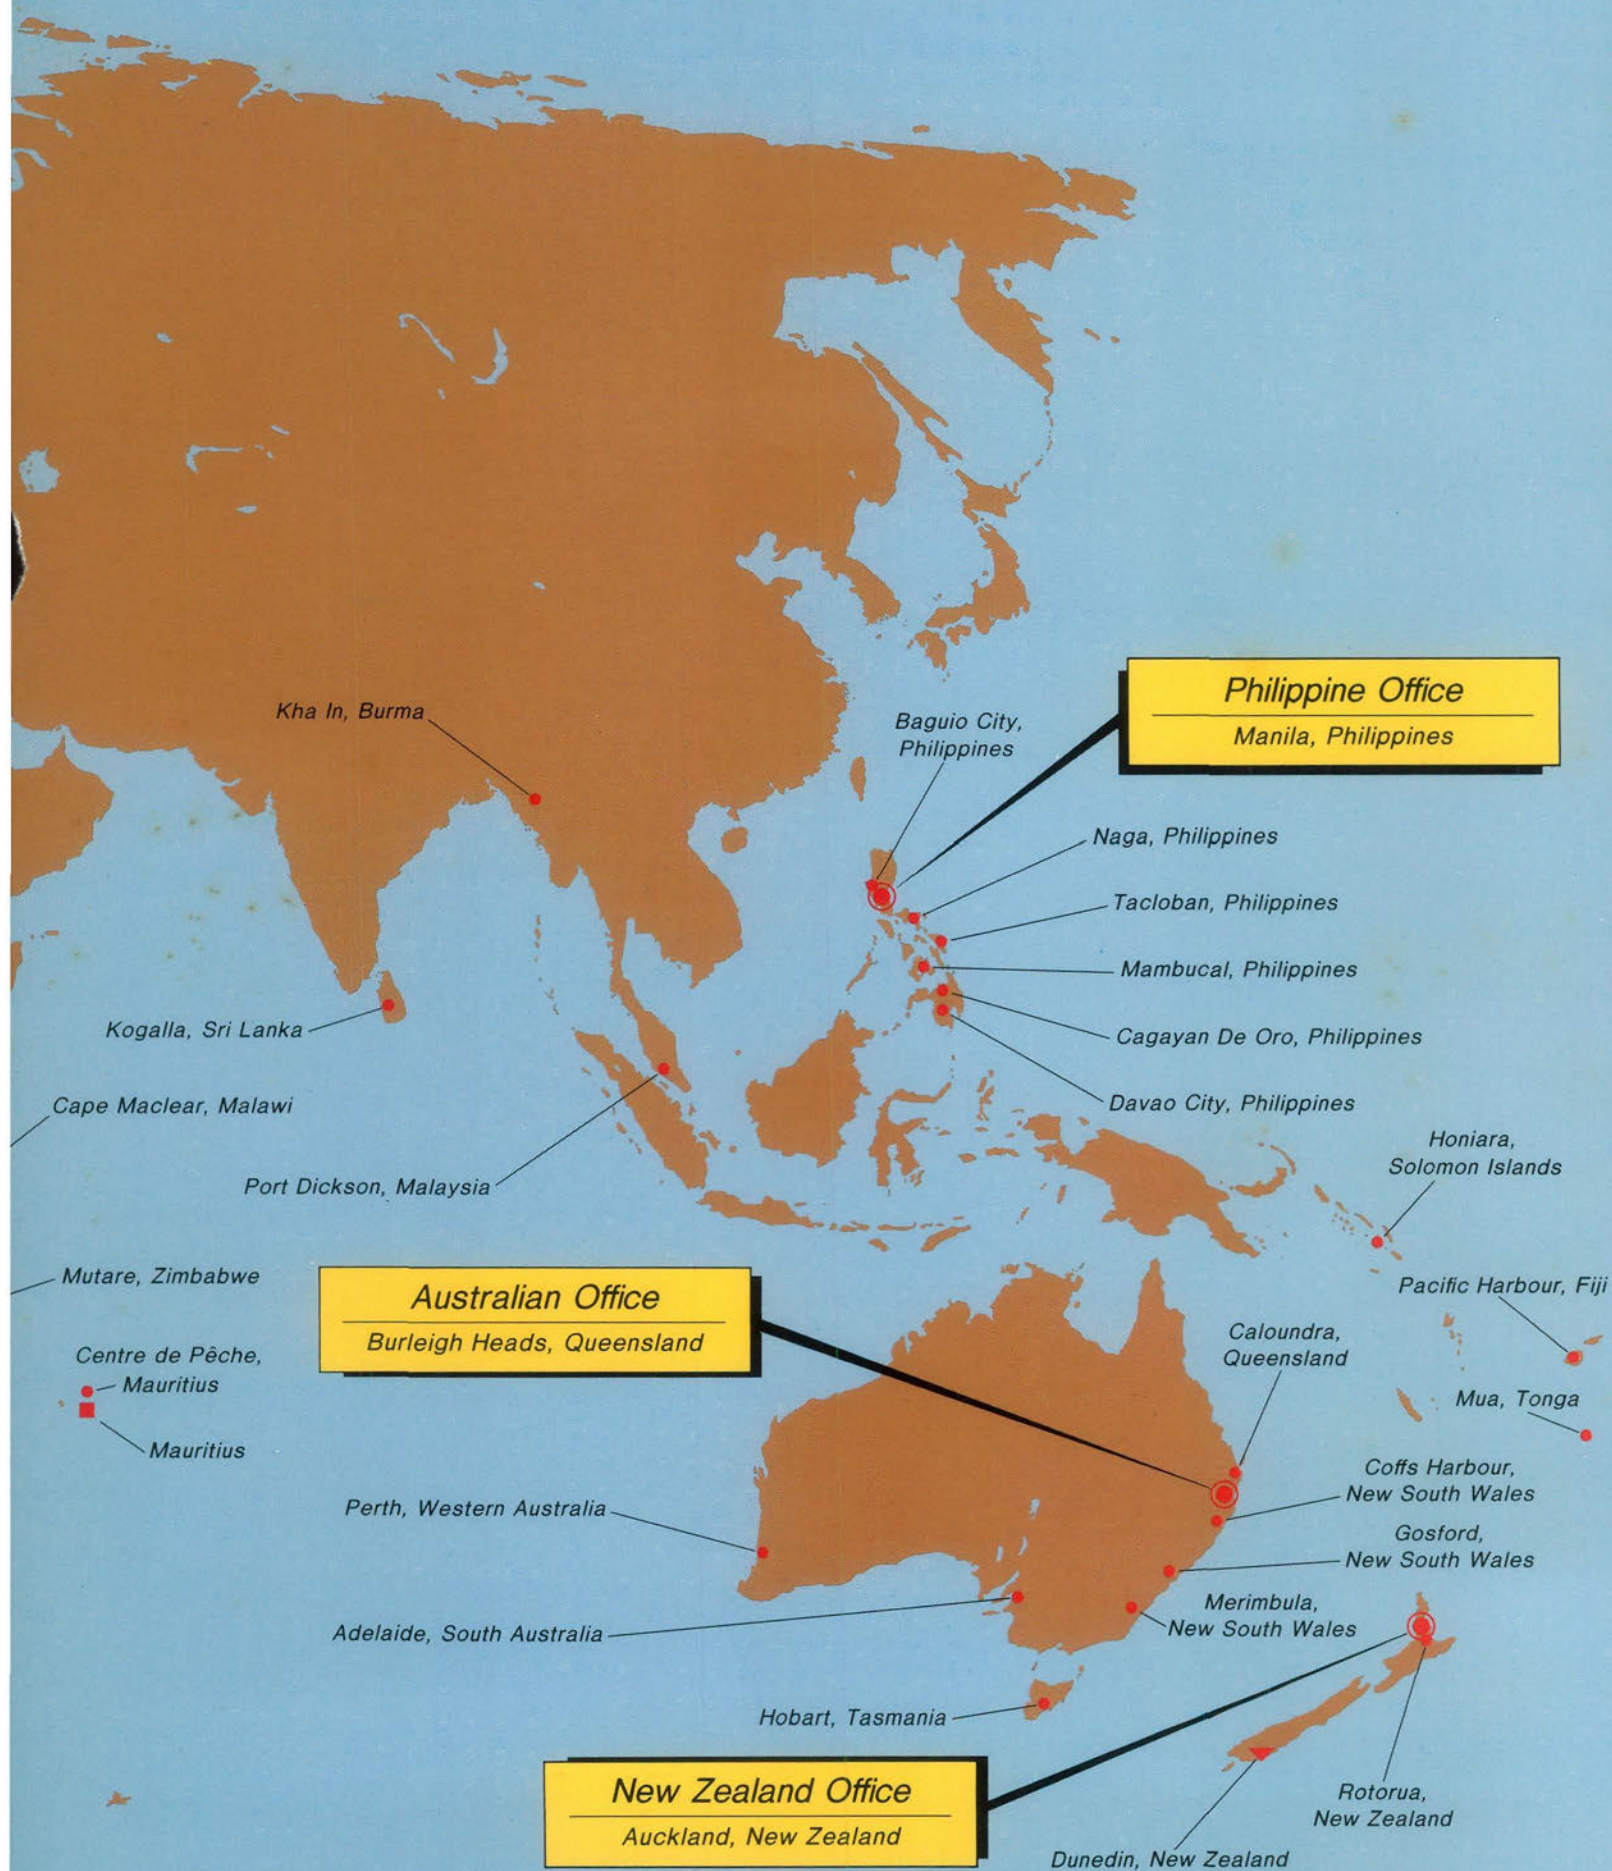 Philippine Office
Manila, Philippines
Kha In, Burma
Baguio City,
Philippines
Naga, Philippines
Tacloban, Philippines
Mambucal, Philippines
Cagayan De Oro, Philippines
Davao City, Philippines
Kogalla, Sri Lanka
Cape Maclear, Malawi
Port Dickson, Malaysia
Honiara,
Solomon Islands
Mutare, Zimbabwe
Australian Office
Burleigh Heads, Queensland
Pacific Harbour, Fiji
Caloundra,
Queensland
Centre de Pêche,
Mauritius
Mauritius
Mua, Tonga
Coffs Harbour,
New South Wales
Perth, Western Australia
Gosford,
New South Wales
Merimbula,
New South Wales
Adelaide, South Australia
Hobart, Tasmania
New Zealand Office
Auckland, New Zealand
Rotorua,
New Zealand
Dunedin, New Zealand